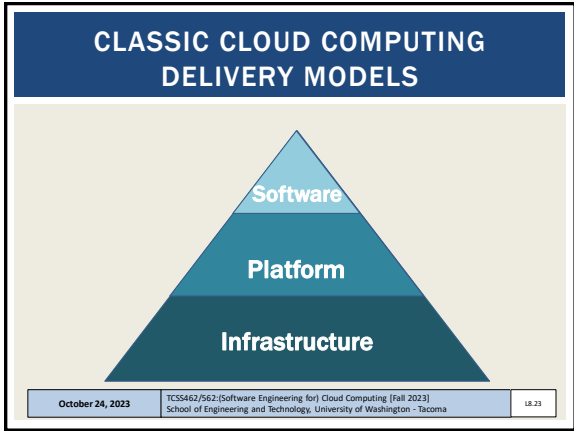 CLASSIC CLOUD COMPUTING
DELIVERY MODELS
Software
Platform
Infrastructure
October 24, 2023
TCSS462/562:(Software Engineering for) Cloud Computing [Fall 2023]
School of Engineering and Technology, University of Washington - Tacoma
L8.23